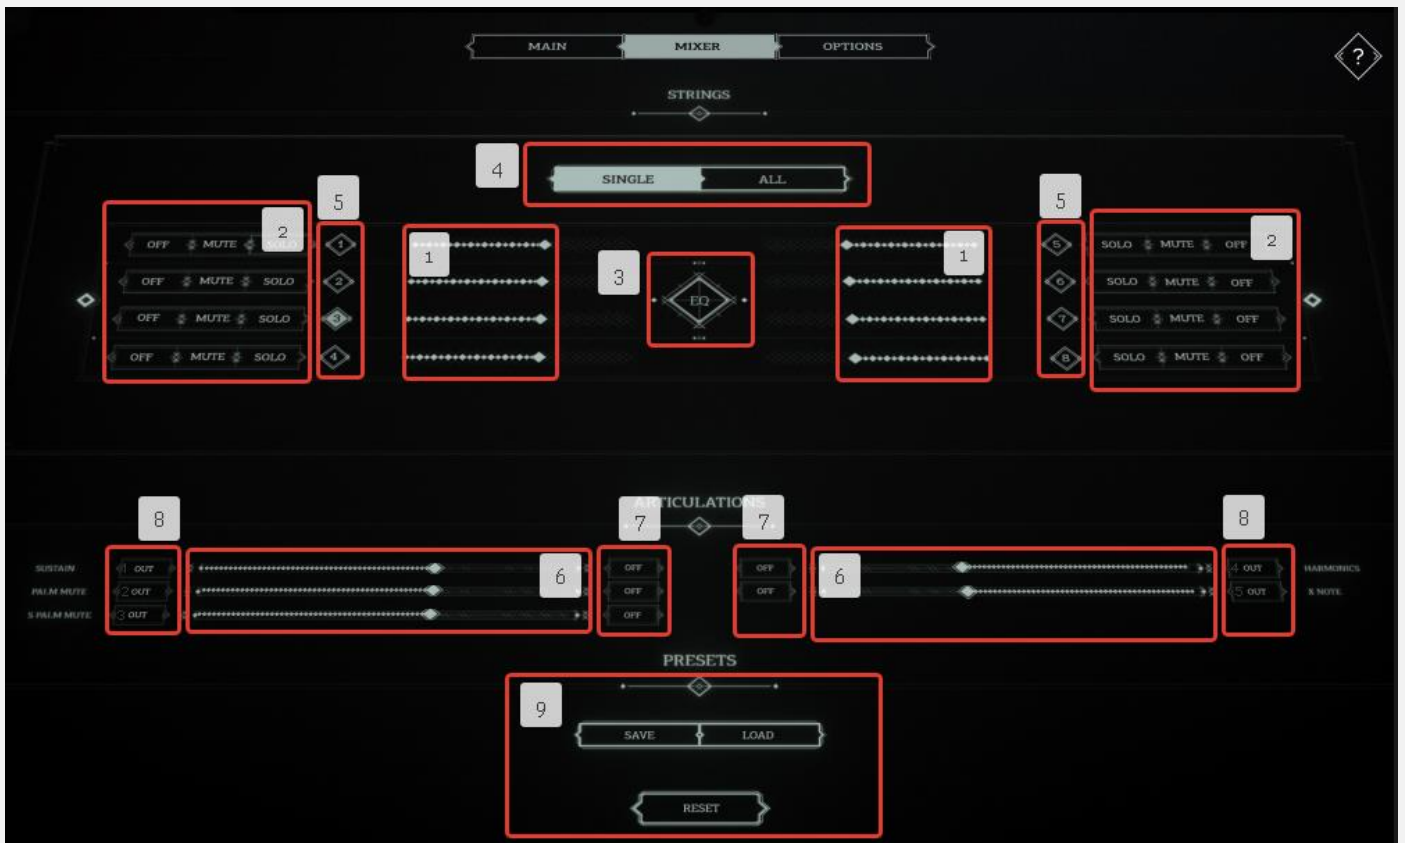 MAIN MIXER OPTIONS
?
STRINGS
4
SINGLE ALL
5 5
2 2
OFF MUTE SOLO 1 5 SOLO MUTE OFF
1 1
OFF MUTE SOLO 2 6 SOLO MUTE OFF
3
EQ
OFF MUTE SOLO 3 7 SOLO MUTE OFF
OFF MUTE SOLO 4 8 SOLO MUTE OFF
ARTICULATIONS
8 7 7 8
SUSTAIN 1 OUT OFF OFF 4 OUT HARMONICS
6 6
PALM MUTE 2 OUT OFF OFF 5 OUT X NOTE
S PALM MUTE 3 OUT OFF
PRESETS
9
SAVE LOAD
RESET